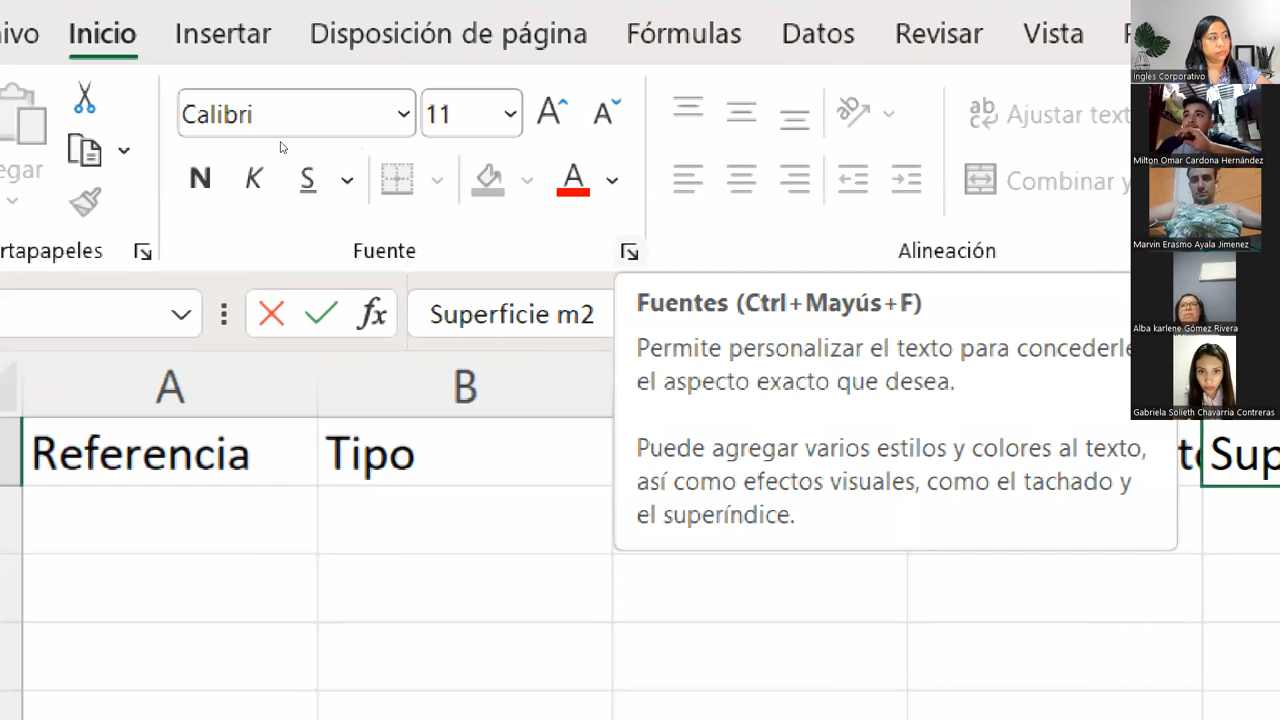 ivo Inicio Insertar Disposición de página Fórmulas Datos Revisar Vista
Calibri 11 A A ab Ajustar text
egar N K S A Combinar y
rtapapeles Fuente Alineación
fx Superficie m2
Fuentes (Ctrl+Mayús+F)
Permite personalizar el texto para concederle
el aspecto exacto que desea.
Puede agregar varios estilos y colores al texto,
así como efectos visuales, como el tachado y
el superíndice.
A B
Referencia Tipo Sup
Ingles Corporativo
Milton Omar Cardona Hernández
Marvin Erasmo Ayala Jimenez
Alba karlene Gómez Rivera
Gabriela Solieth Chavarria Contreras